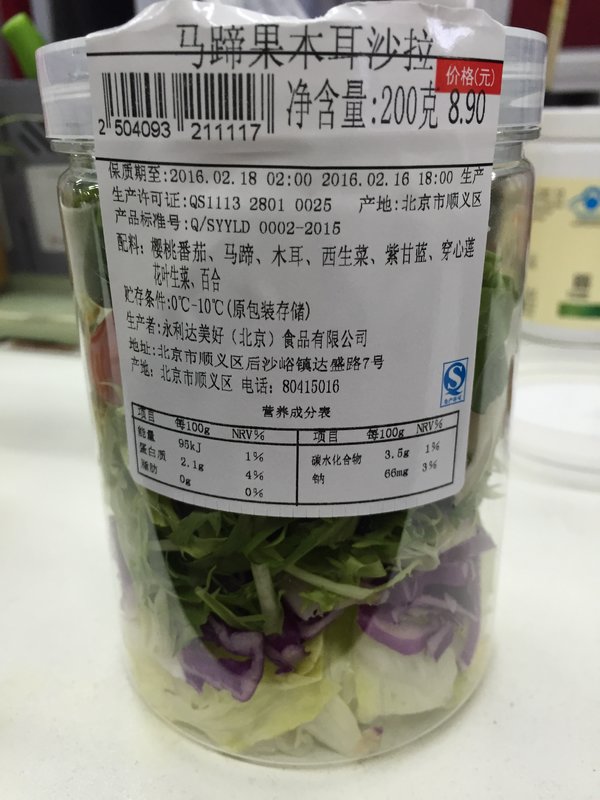 马蹄果木耳沙拉
价格(元)
2 504093 211117
净含量:200克 8.90
保质期至:2016.02.18 02:00 2016.02.16 18:00 生产
生产许可证:QS1113 2801 0025 产地:北京市顺义区
产品标准号:Q/SYYLD 0002-2015
配料: 樱桃番茄、马蹄、木耳、西生菜、紫甘蓝、穿心莲
花叶生菜、百合
贮存条件:0℃-10℃(原包装存储)
生产者:永利达美好（北京）食品有限公司
地址:北京市顺义区后沙峪镇达盛路7号
产地: 北京市顺义区 电话: 80415016
营养成分表
项目 每100g NRV% 项目 每100g NRV%
能量 95kJ 1% 碳水化合物 3.5g 1%
蛋白质 2.1g 4% 钠 66mg 3%
脂肪 0g 0%